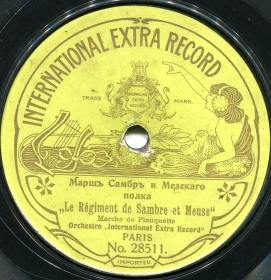 INTERNATIONAL EXTRA RECORD
TRADE MARK.
Маршъ Самбръ и Мезскаго
полка
„Le Régiment de Sambre et Meuse"
Marche de Planquette
Orchestre „International Extra Record"
PARIS
No. 28511.
IMPORTED.